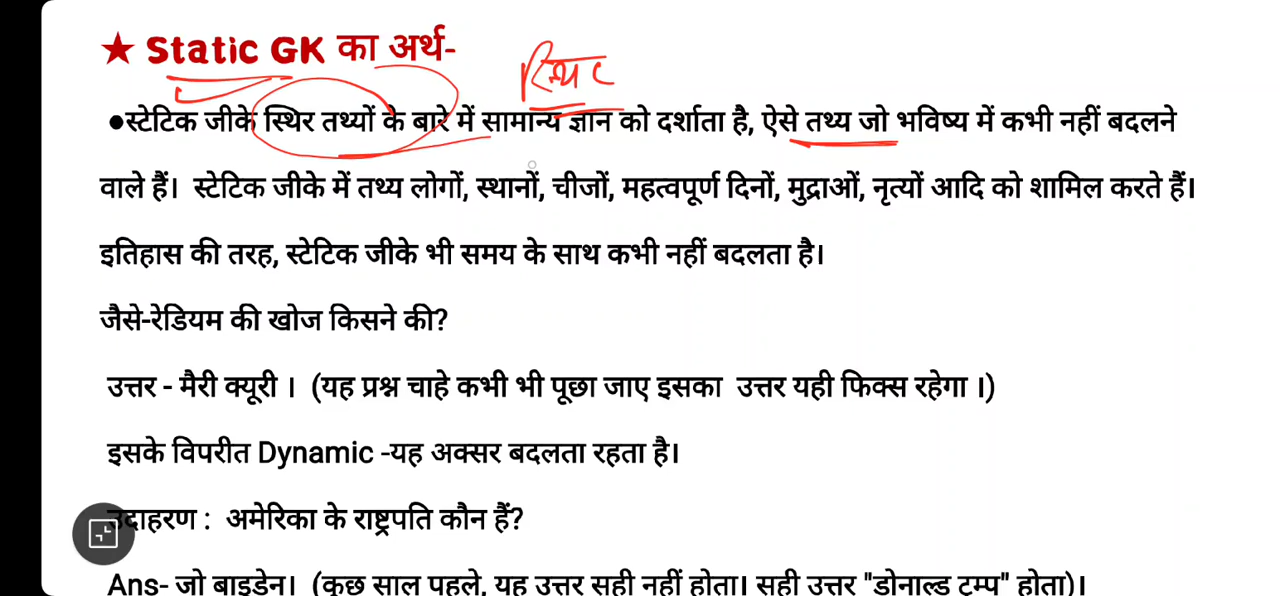 ★ Static GK का अर्थ-
स्थिर
●स्टेटिक जीके स्थिर तथ्यों के बारे में सामान्य ज्ञान को दर्शाता है, ऐसे तथ्य जो भविष्य में कभी नहीं बदलने
वाले हैं। स्टेटिक जीके में तथ्य लोगों, स्थानों, चीजों, महत्वपूर्ण दिनों, मुद्राओं, नृत्यों आदि को शामिल करते हैं।
इतिहास की तरह, स्टेटिक जीके भी समय के साथ कभी नहीं बदलता है।
जैसे-रेडियम की खोज किसने की?
उत्तर - मैरी क्यूरी । (यह प्रश्न चाहे कभी भी पूछा जाए इसका उत्तर यही फिक्स रहेगा ।)
इसके विपरीत Dynamic -यह अक्सर बदलता रहता है।
उदाहरण : अमेरिका के राष्ट्रपति कौन हैं?
Ans- जो बाइडेन। (कुछ साल पहले, यह उत्तर सही नहीं होता। सही उत्तर "डोनाल्ड ट्रम्प" होता)।